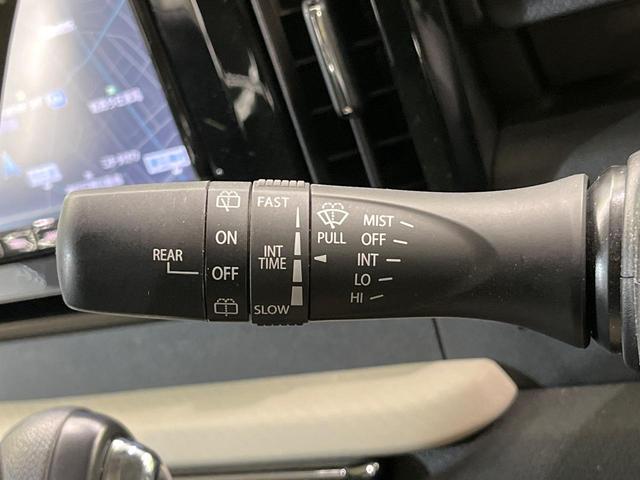 FAST
ON
REAR
OFF
INT
TIME
SLOW
PULL
MIST
OFF
INT
LO
HI